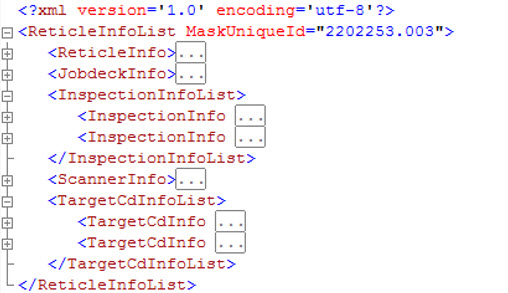 <?xml version='1.0' encoding='utf-8'?>
<ReticleInfoList MaskUniqueId="2202253.003">
<ReticleInfo>...
<JobdeckInfo>...
<InspectionInfoList>
<InspectionInfo ...
<InspectionInfo ...
</InspectionInfoList>
<ScannerInfo>...
<TargetCdInfoList>
<TargetCdInfo ...
<TargetCdInfo ...
</TargetCdInfoList>
</ReticleInfoList>